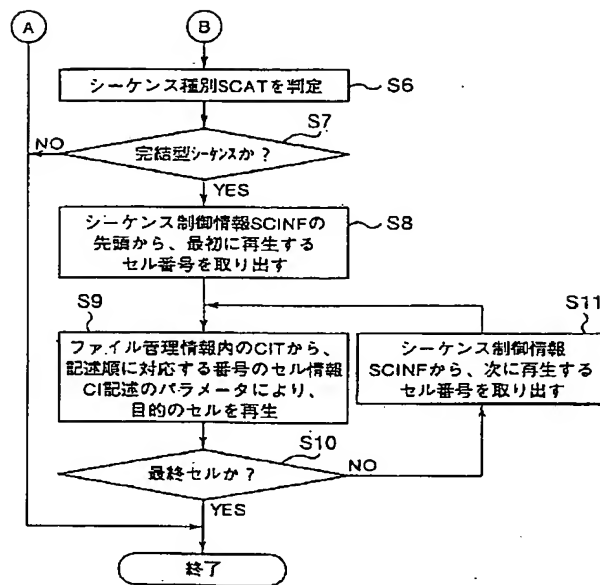 A
B
シーケンス種別SCATを判定
S6
S7
NO
完結型シーケンスか?
YES
シーケンス制御情報SCINFの
先頭から、最初に再生する
セル番号を取り出す
S8
S9
ファイル管理情報内のCITから、
記述順に対応する番号のセル情報
CI記述のパラメータにより、
目的のセルを再生
S11
シーケンス制御情報
SCINFから、次に再生する
セル番号を取り出す
S10
最終セルか?
NO
YES
終了